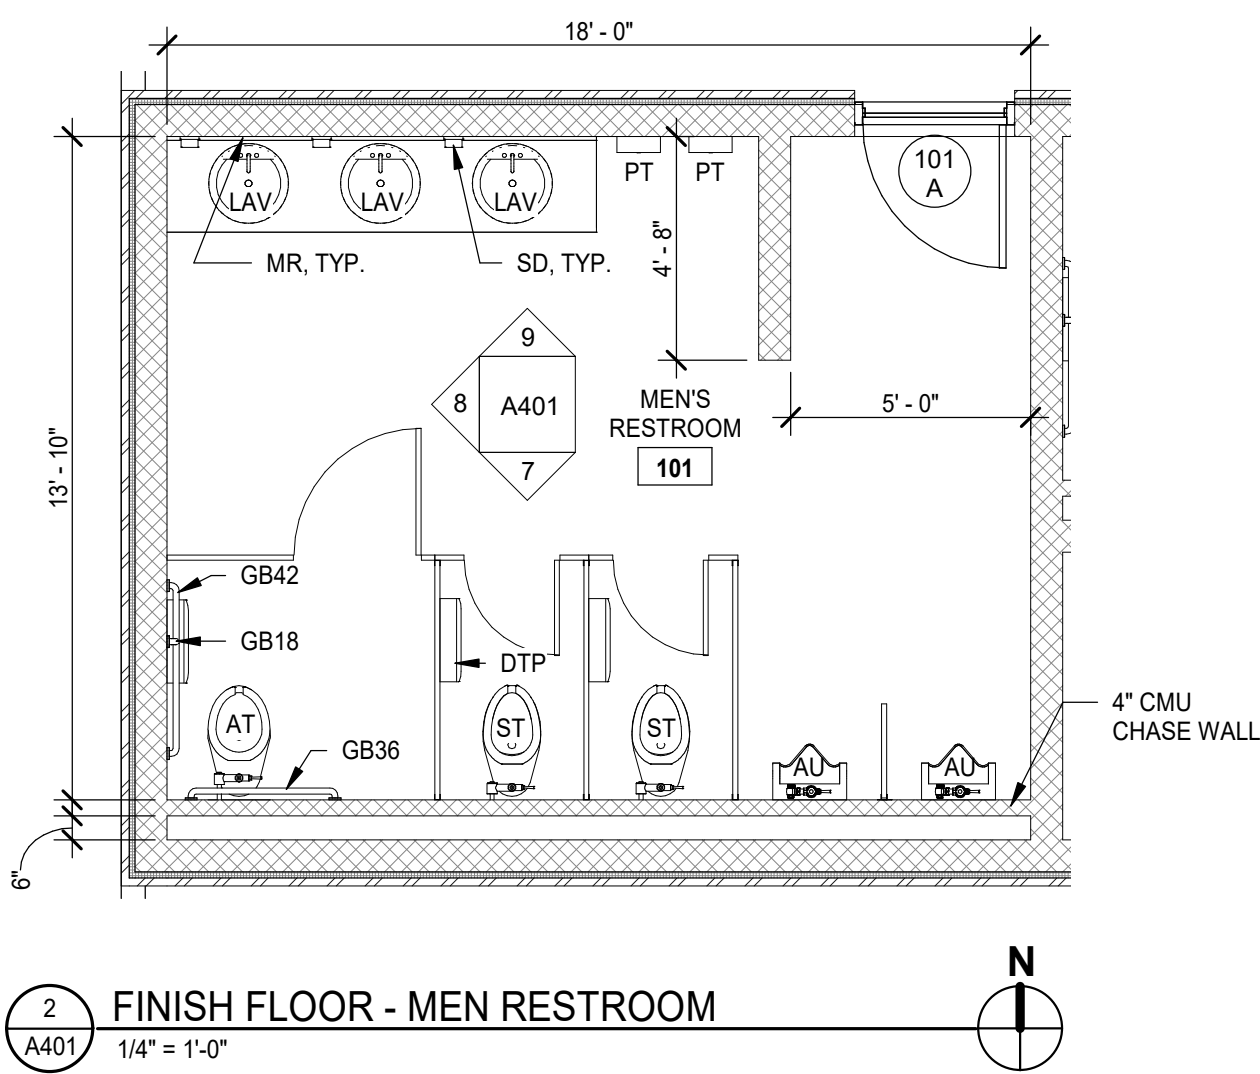 18' - 0"
101
A
PT
PT
LAV
LAV
LAV
4' - 8"
MR, TYP.
SD, TYP.
9
8
A401
7
MEN'S
RESTROOM
101
5' - 0"
13' - 10"
GB42
GB18
DTP
AT
ST
ST
GB36
AU
AU
4" CMU
CHASE WALL
6"
N
2
A401
FINISH FLOOR - MEN RESTROOM
1/4" = 1'-0"